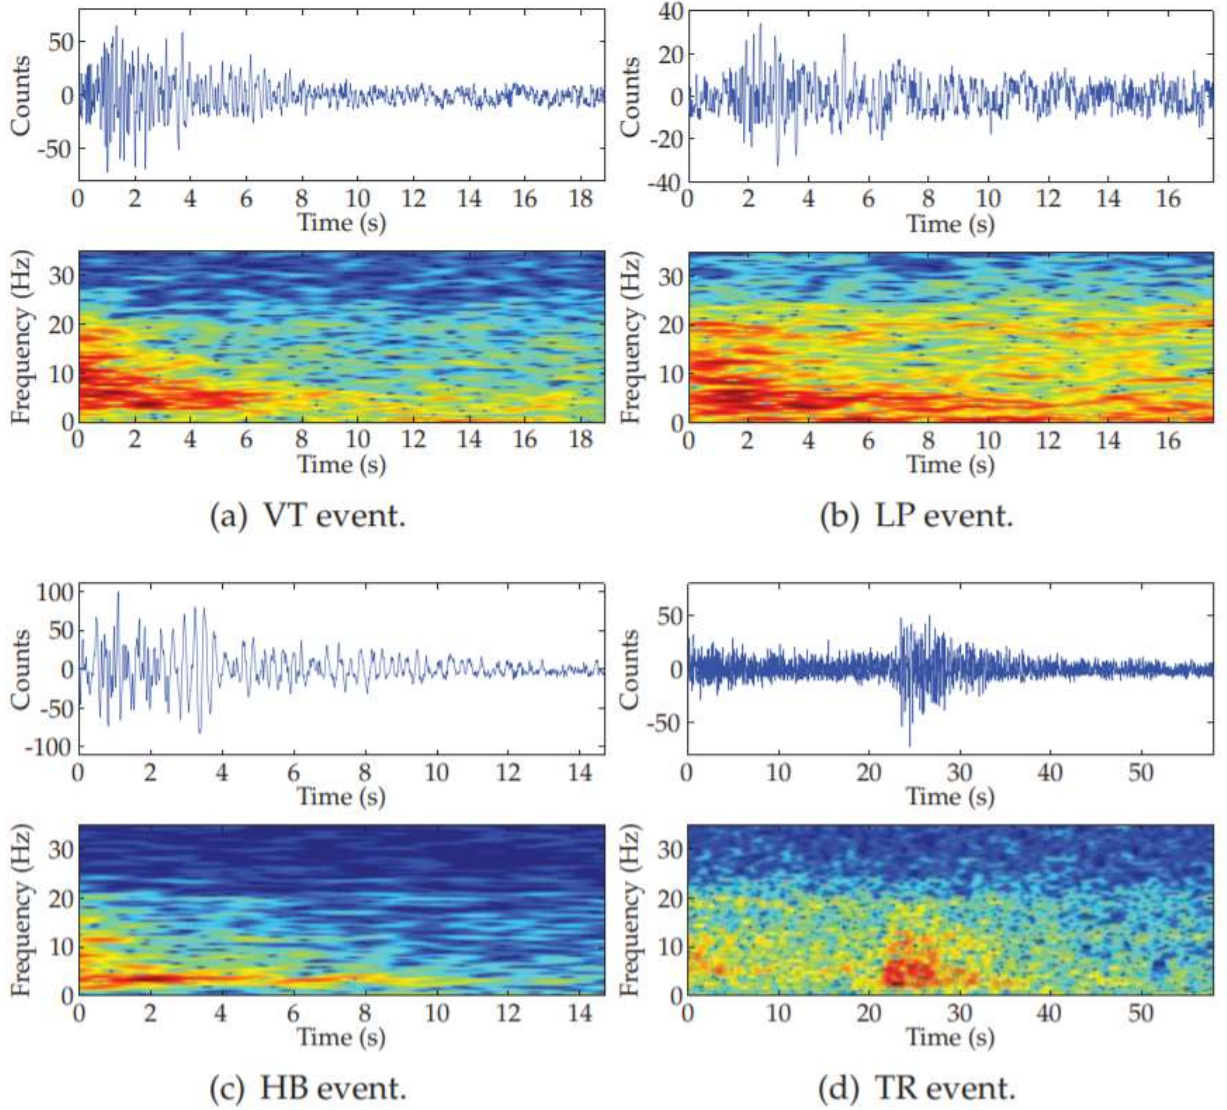 50
0
-50
Counts
0 2 4 6 8 10 12 14 16 18
Time (s)
30
20
10
0
Frequency (Hz)
0 2 4 6 8 10 12 14 16 18
Time (s)
(a) VT event.
40
20
0
-20
-40
Counts
0 2 4 6 8 10 12 14 16
Time (s)
30
20
10
0
Frequency (Hz)
0 2 4 6 8 10 12 14 16
Time (s)
(b) LP event.
100
50
0
-50
-100
Counts
0 2 4 6 8 10 12 14
Time (s)
30
20
10
0
Frequency (Hz)
0 2 4 6 8 10 12 14
Time (s)
(c) HB event.
50
0
-50
Counts
0 10 20 30 40 50
Time (s)
30
20
10
0
Frequency (Hz)
0 10 20 30 40 50
Time (s)
(d) TR event.